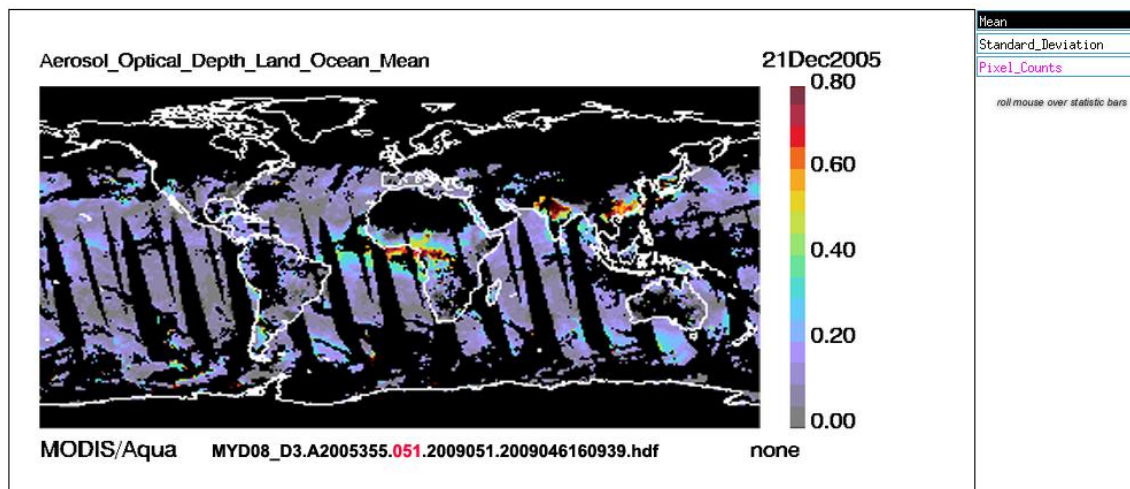 Aerosol_Optical_Depth_Land_Ocean_Mean
21Dec2005
0.80
0.60
0.40
0.20
0.00
MODIS/Aqua
MYD08_D3.A2005355.051.2009051.2009046160939.hdf
none
Mean
Standard_Deviation
Pixel_Counts
roll mouse over statistic bars